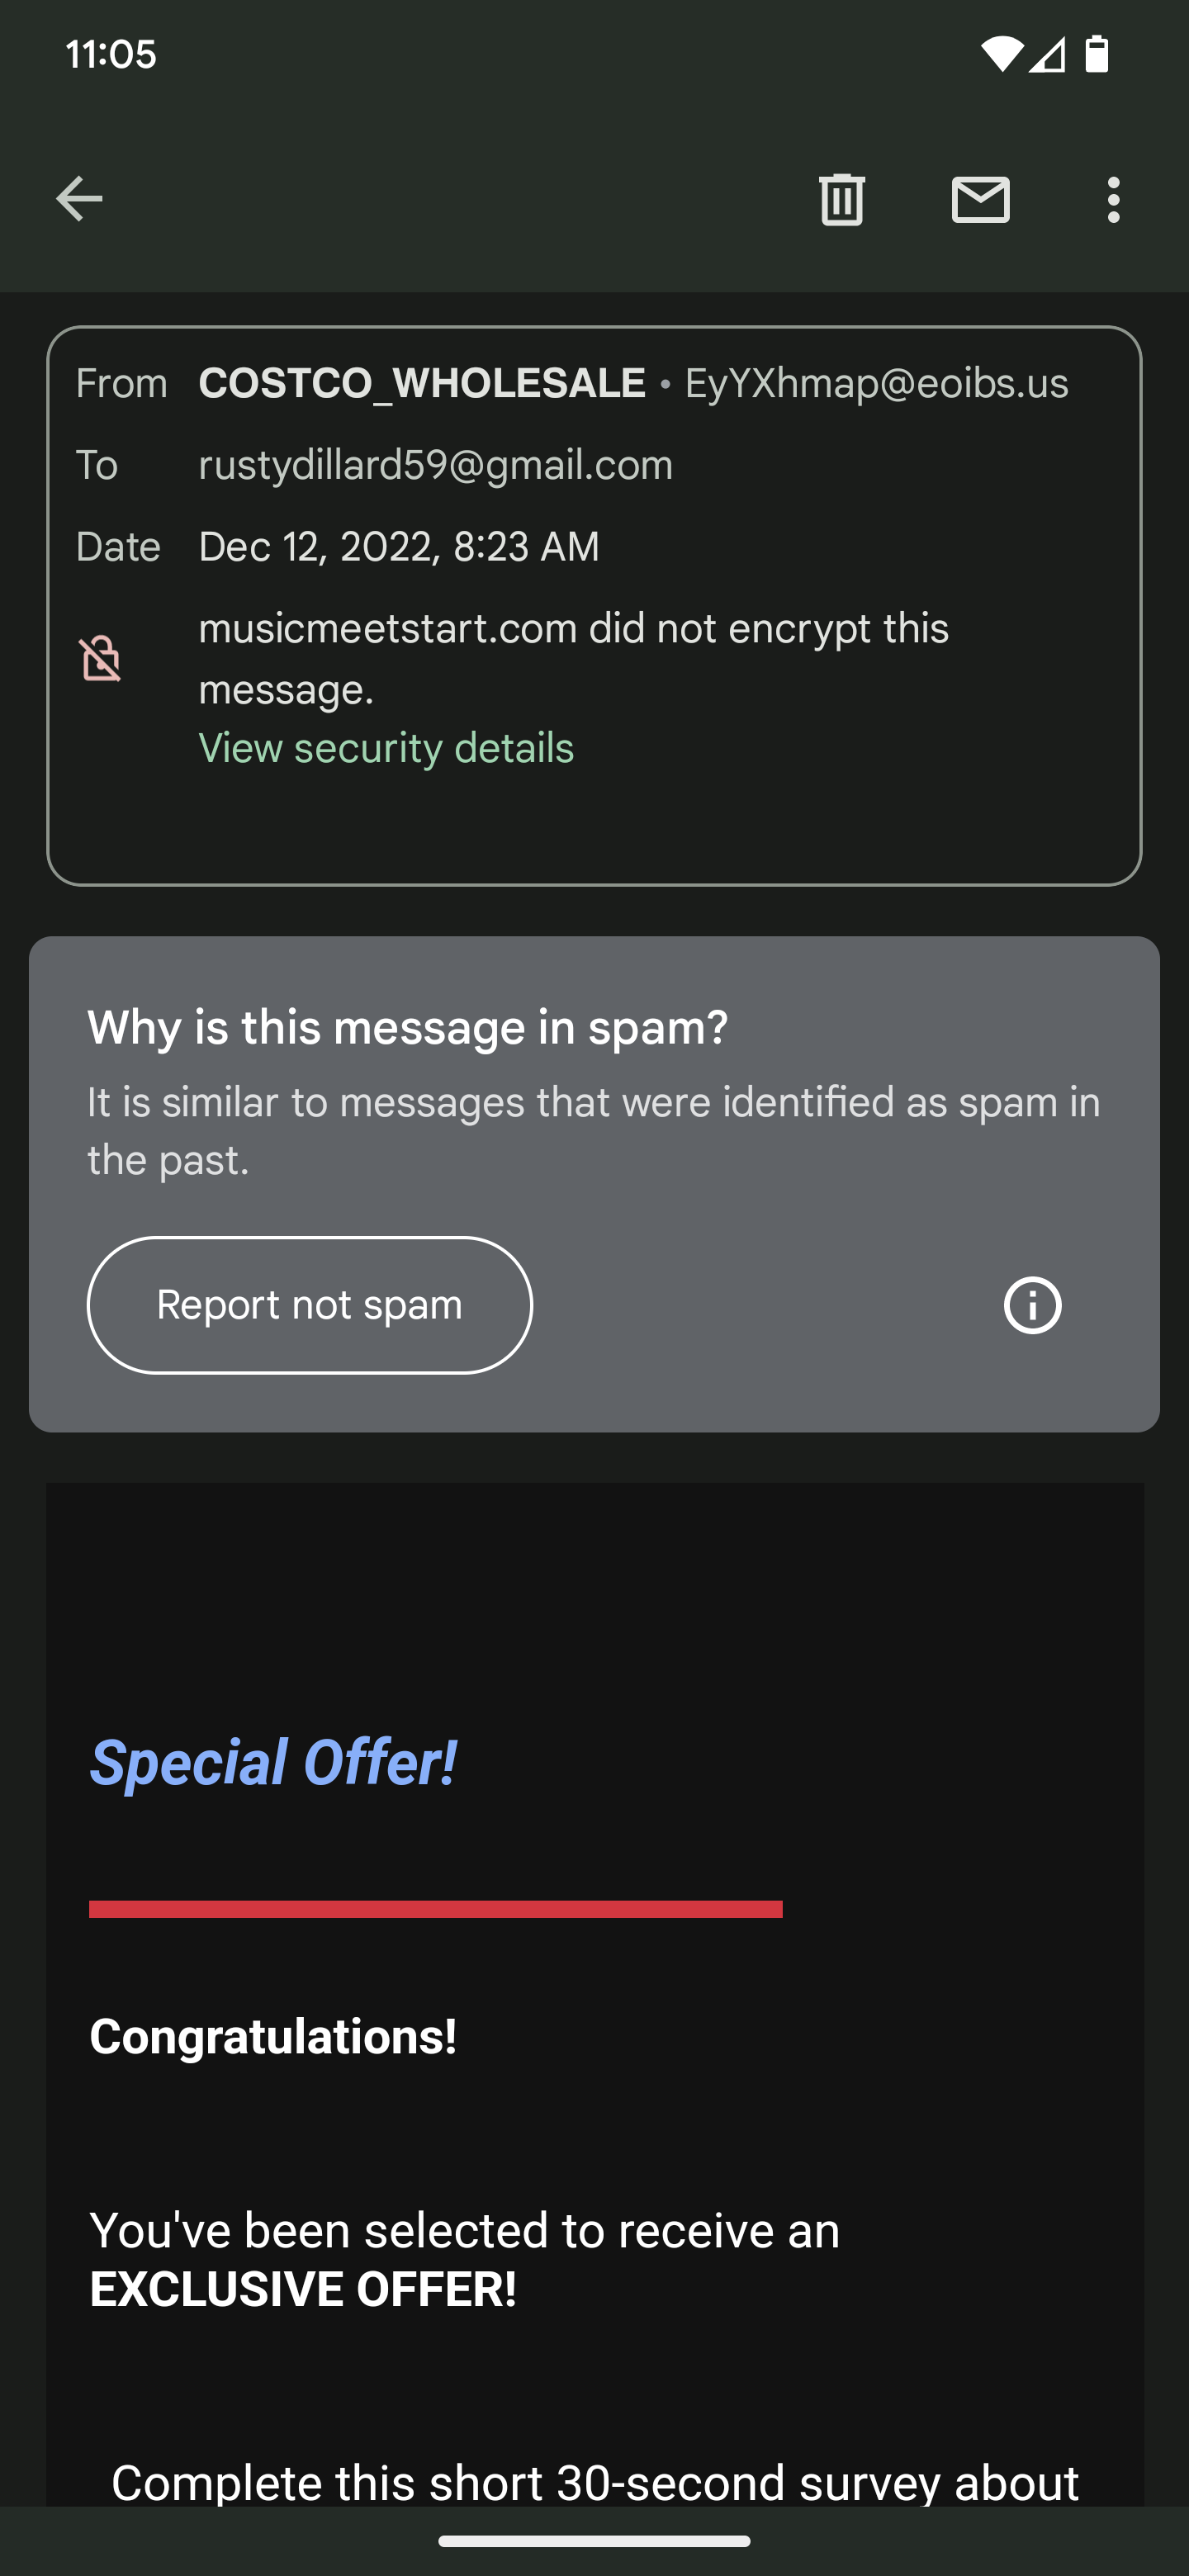 11:05
From COSTCO_WHOLESALE • EyYXhmap@eoibs.us
To rustydillard59@gmail.com
Date Dec 12, 2022, 8:23 AM
musicmeetstart.com did not encrypt this
message.
View security details
Why is this message in spam?
It is similar to messages that were identified as spam in
the past.
Report not spam
Special Offer!
Congratulations!
You've been selected to receive an
EXCLUSIVE OFFER!
Complete this short 30-second survey about